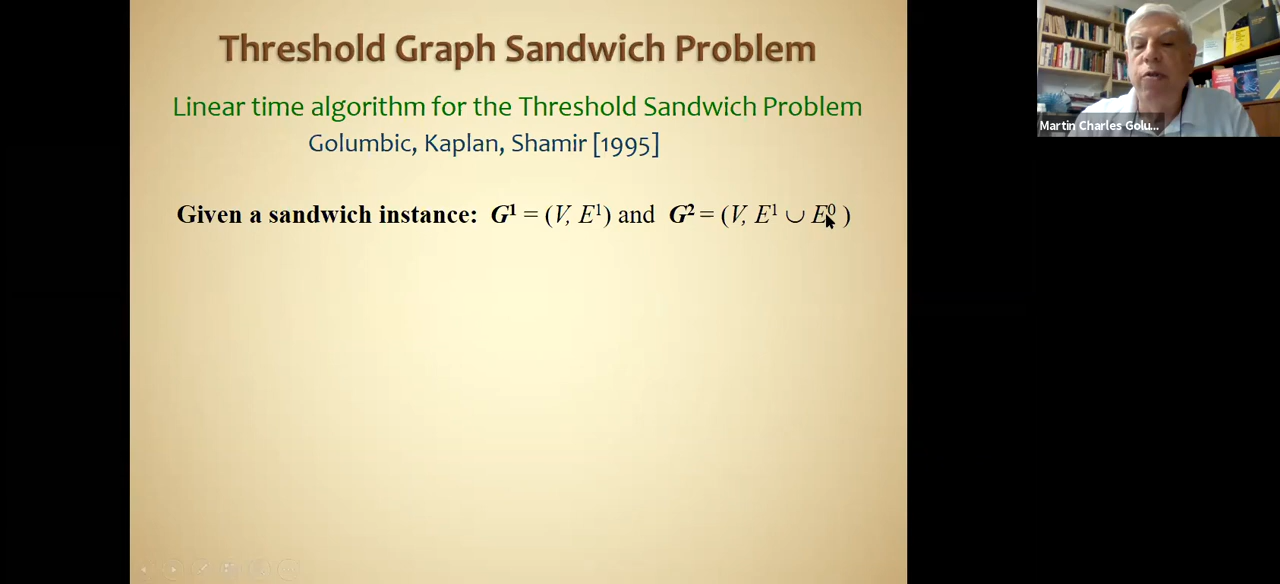 Threshold Graph Sandwich Problem
Linear time algorithm for the Threshold Sandwich Problem
Golumbic, Kaplan, Shamir [1995]
Given a sandwich instance: G¹ = (V, E¹) and G² = (V, E¹ ∪ E⁰ )
Martin Charles Golu...